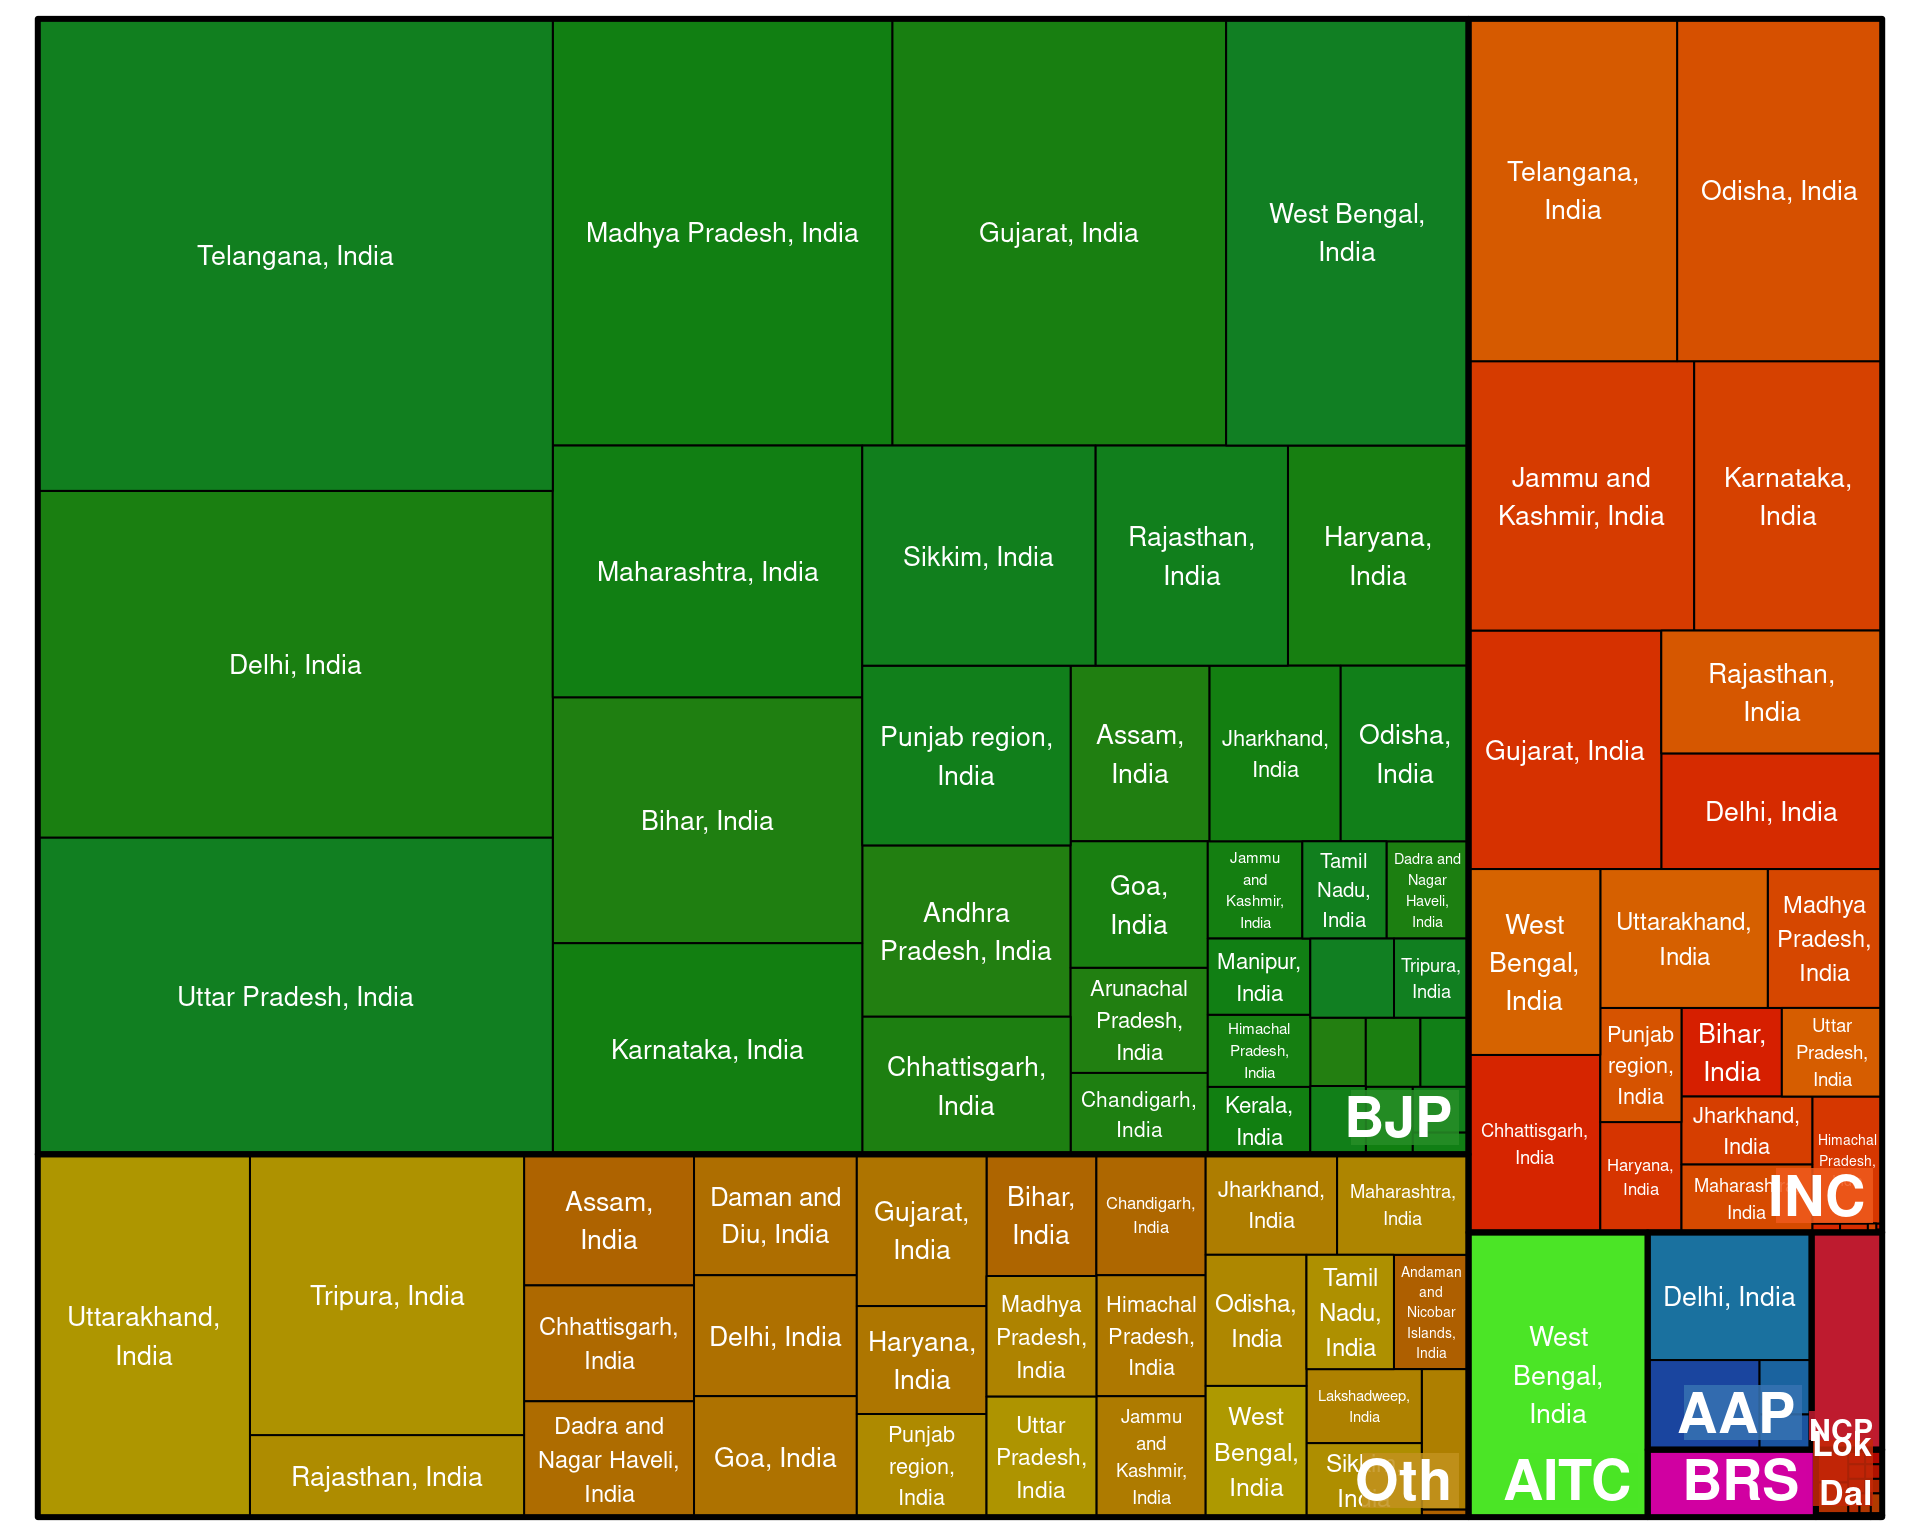 Telangana, India
Delhi, India
Uttar Pradesh, India
Madhya Pradesh, India
Gujarat, India
West Bengal,
India
Maharashtra, India
Bihar, India
Karnataka, India
Sikkim, India
Rajasthan,
India
Haryana,
India
Punjab region,
India
Andhra
Pradesh, India
Chhattisgarh,
India
Assam,
India
Jharkhand,
India
Odisha,
India
Goa,
India
Arunachal
Pradesh,
India
Chandigarh,
India
Jammu
and
Kashmir,
India
Tamil
Nadu,
India
Dadra and
Nagar
Haveli,
India
Manipur,
India
Tripura,
India
Himachal
Pradesh,
India
Kerala,
India
BJP
Uttarakhand,
India
Tripura, India
Rajasthan, India
Assam,
India
Chhattisgarh,
India
Dadra and
Nagar Haveli,
India
Daman and
Diu, India
Delhi, India
Goa, India
Gujarat,
India
Haryana,
India
Punjab
region,
India
Bihar,
India
Madhya
Pradesh,
India
Uttar
Pradesh,
India
Chandigarh,
India
Himachal
Pradesh,
India
Jammu
and
Kashmir,
India
Jharkhand,
India
Maharashtra,
India
Odisha,
India
West
Bengal,
India
Tamil
Nadu,
India
Andaman
and
Nicobar
Islands,
India
Lakshadweep,
India
Oth
Telangana,
India
Odisha, India
Jammu and
Kashmir, India
Karnataka,
India
Gujarat, India
Rajasthan,
India
Delhi, India
West
Bengal,
India
Chhattisgarh,
India
Uttarakhand,
India
Madhya
Pradesh,
India
Punjab
region,
India
Haryana,
India
Bihar,
India
Uttar
Pradesh,
India
Jharkhand,
India
Maharashtra,
India
Himachal
Pradesh,
INC
West
Bengal,
India
AITC
Delhi, India
AAP
BRS
NCP
Lok
Dal